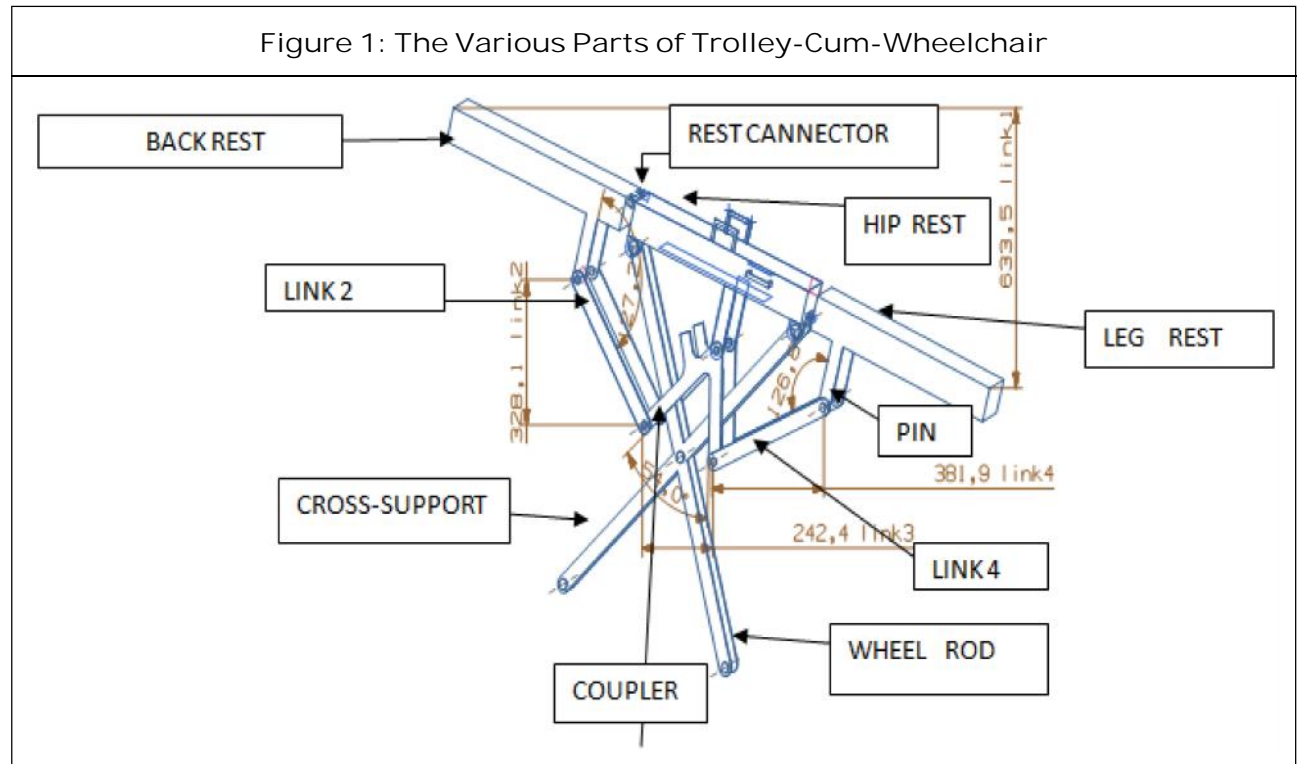 Figure 1: The Various Parts of Trolley-Cum-Wheelchair
BACK REST
REST CANNECTOR
HIP REST
633,5 link1
LINK 2
127,2
328,1 link2
LEG REST
126,8
PIN
CROSS-SUPPORT
381,9 link4
242,4 link3
LINK 4
WHEEL ROD
COUPLER